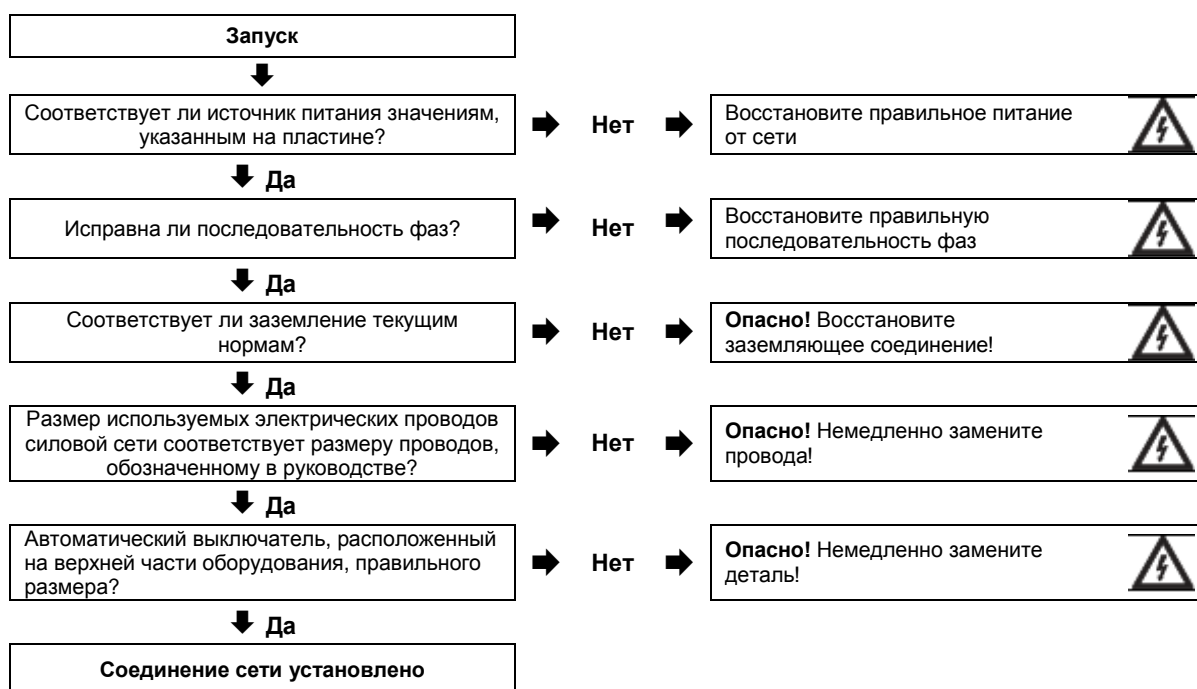 Запуск
Соответствует ли источник питания значениям,
указанным на пластине?
Нет
Восстановите правильное питание
от сети
Да
Исправна ли последовательность фаз?
Нет
Восстановите правильную
последовательность фаз
Да
Соответствует ли заземление текущим
нормам?
Нет
Опасно! Восстановите
заземляющее соединение!
Да
Размер используемых электрических проводов
силовой сети соответствует размеру проводов,
обозначенному в руководстве?
Нет
Опасно! Немедленно замените
провода!
Да
Автоматический выключатель, расположенный
на верхней части оборудования, правильного
размера?
Нет
Опасно! Немедленно замените
деталь!
Да
Соединение сети установлено